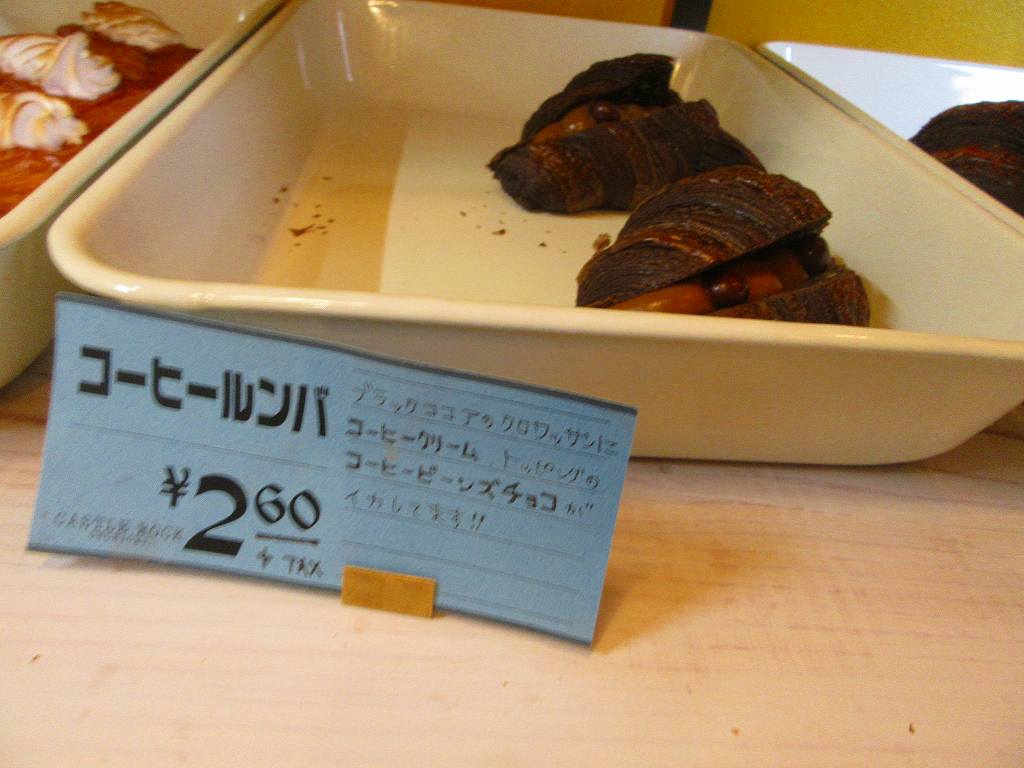 コーヒールンバ
¥260
+ TAX
CASTLE ROCK
ブラックココアのクロワッサンに
コーヒークリーム、トッピングの
コーヒービーンズチョコが
イカしてます!!